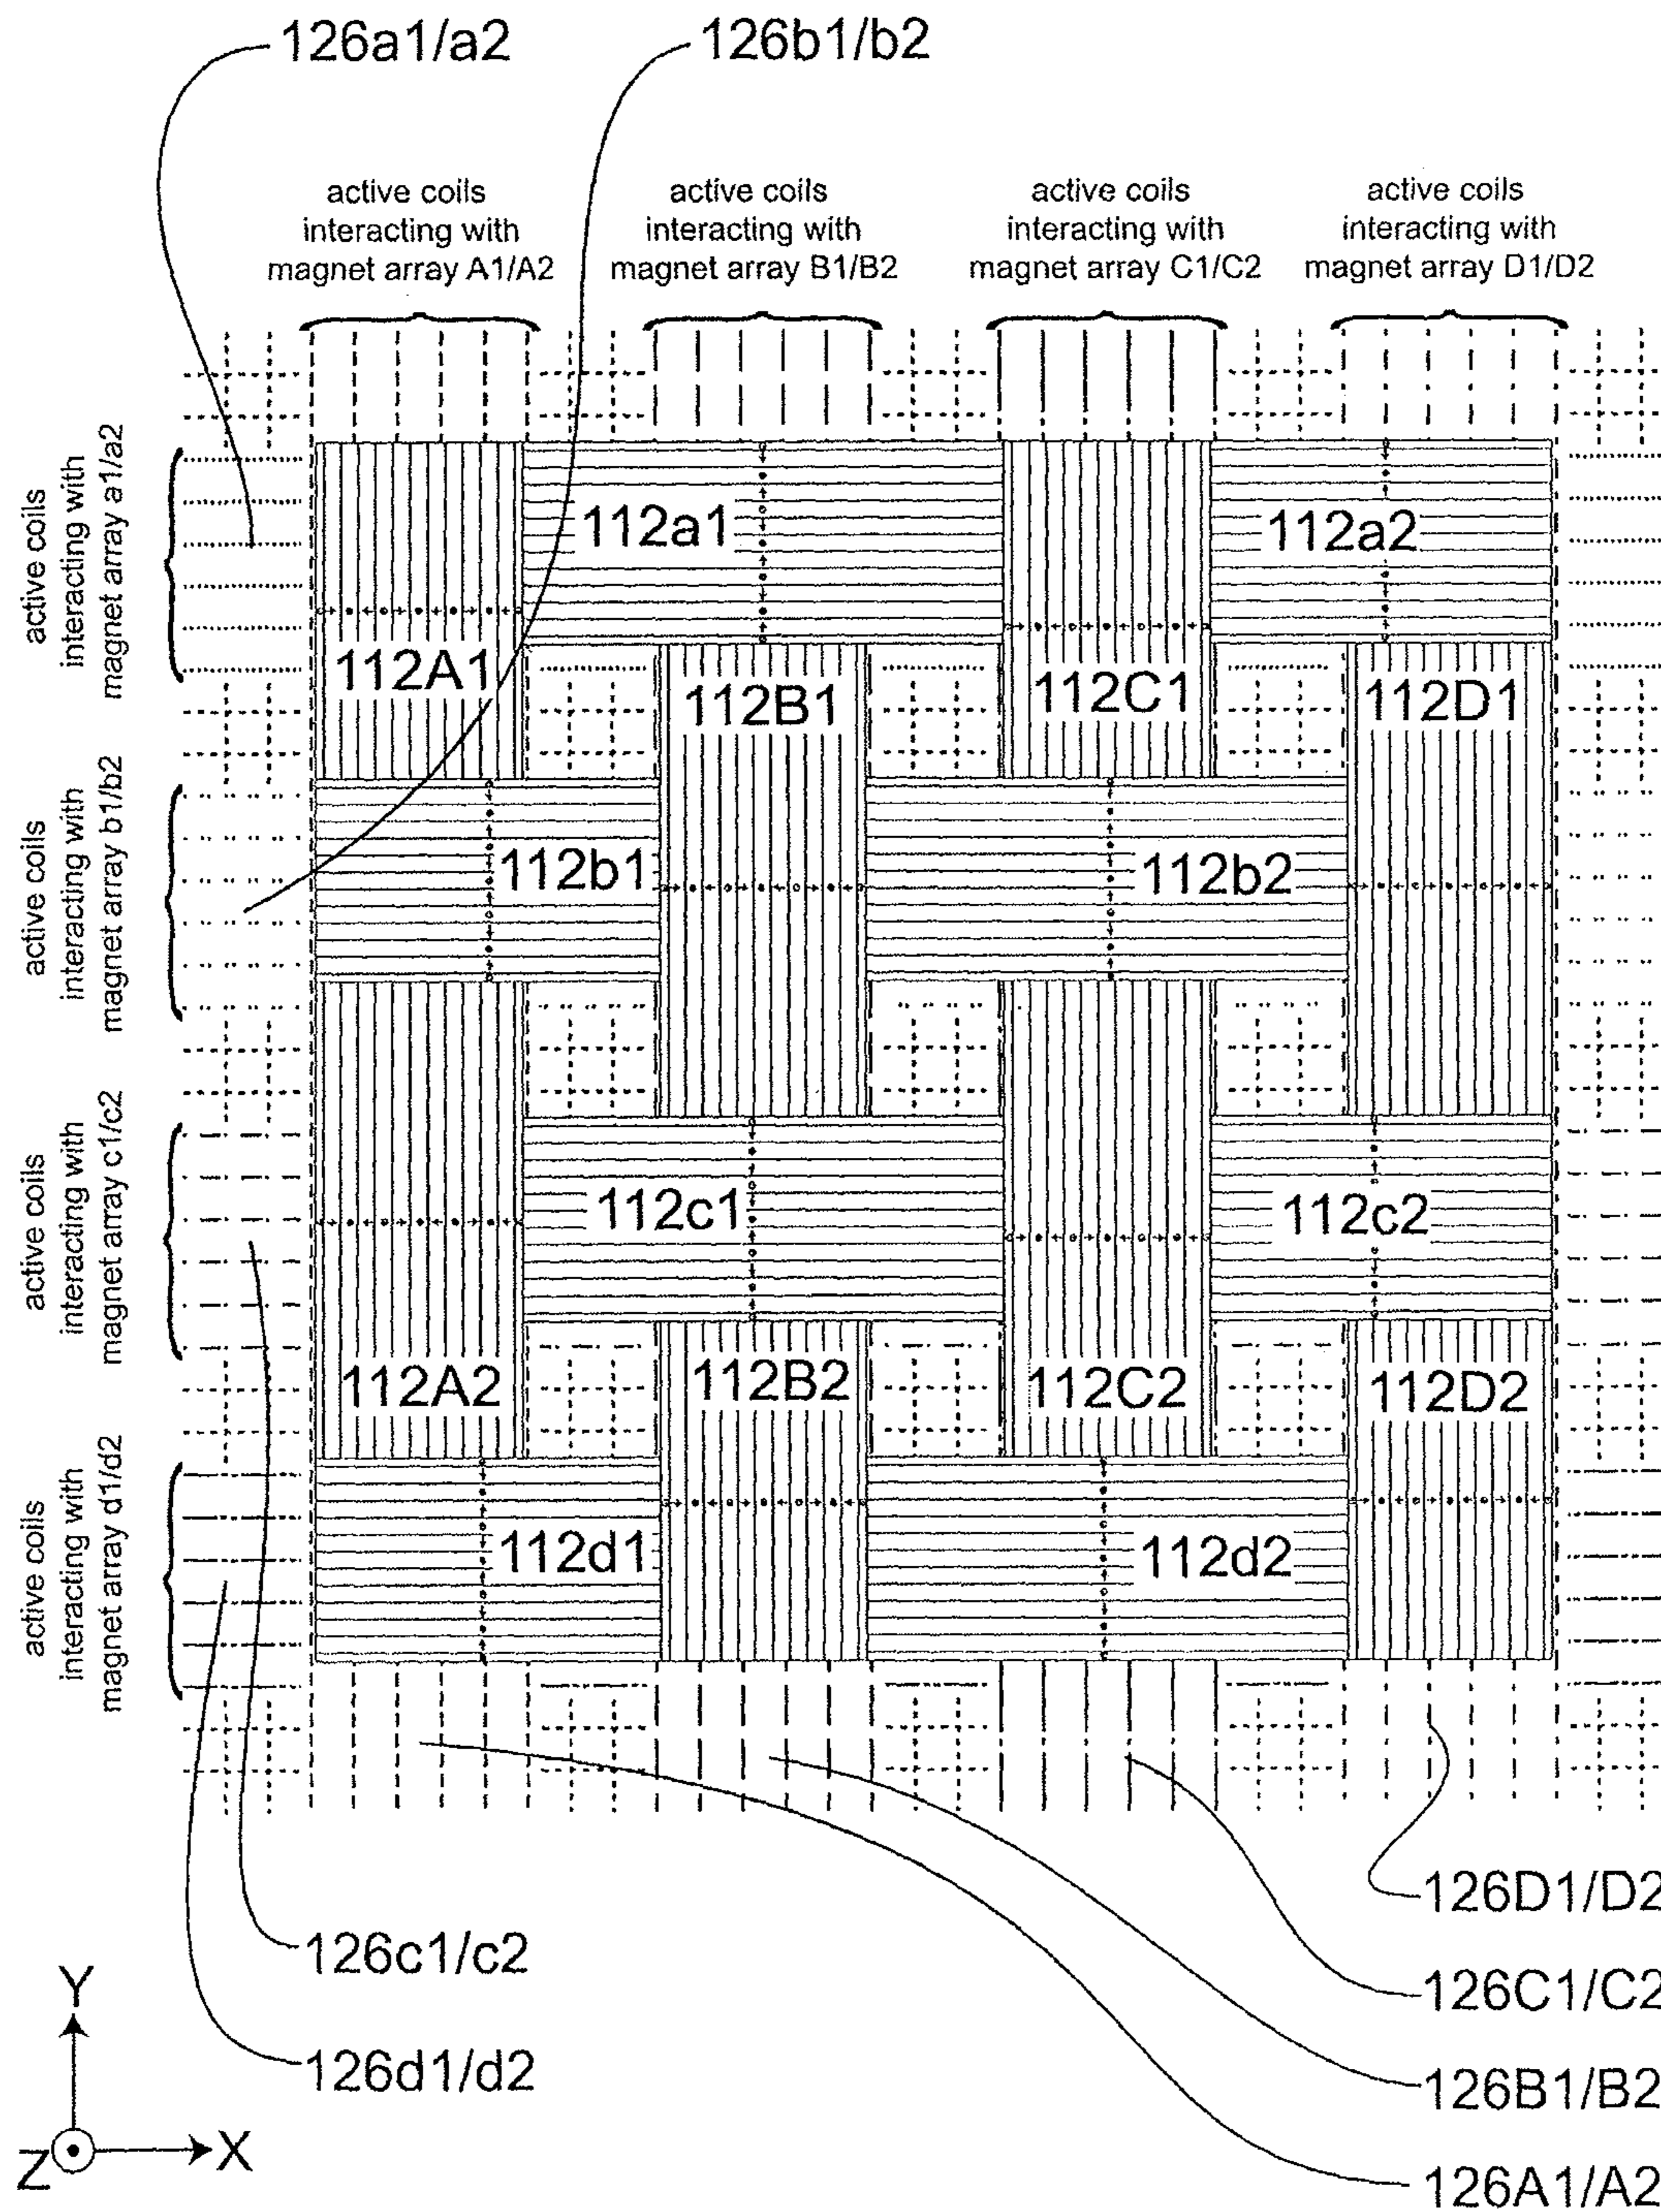 126a1/a2
126b1/b2
active coils
interacting with
magnet array A1/A2
active coils
interacting with
magnet array B1/B2
active coils
interacting with
magnet array C1/C2
active coils
interacting with
magnet array D1/D2
active coils
interacting with
magnet array a1/a2
112a1
112a2
112A1
112B1
112C1
112D1
active coils
interacting with
magnet array b1/b2
112b1
112b2
active coils
interacting with
magnet array c1/c2
112c1
112c2
112A2
112B2
112C2
112D2
active coils
interacting with
magnet array d1/d2
112d1
112d2
126D1/D2
126c1/c2
126C1/C2
126d1/d2
126B1/B2
126A1/A2
Y
X
Z